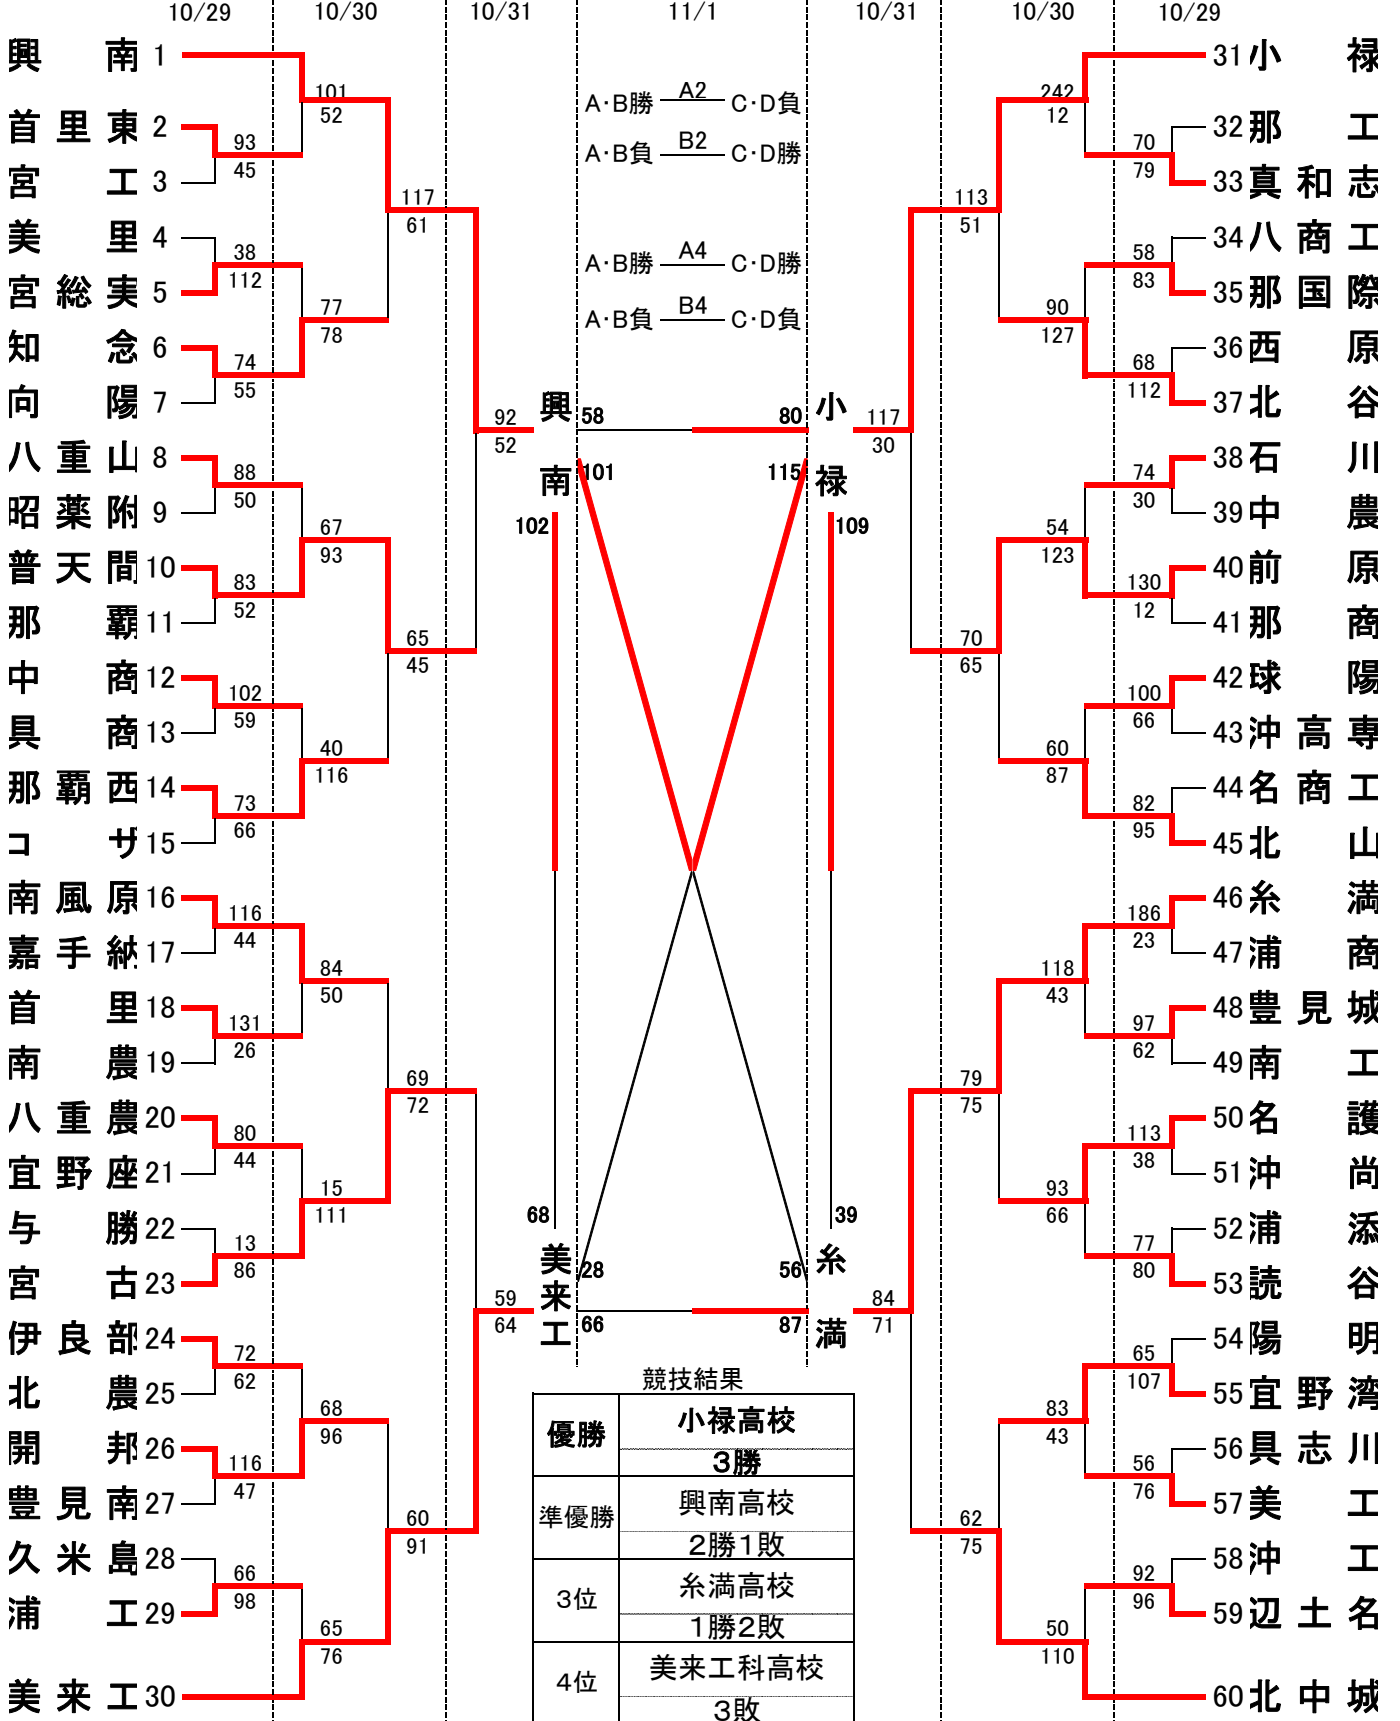 10/29 10/30 10/31 11/1 10/31 10/30 10/29
興南 1
101
52
首里東 2
93
45
宮工 3
117
61
美里 4
38
112
宮総実 5
77
78
知念 6
74
55
向陽 7
92
52
八重山 8
88
50
昭薬附 9
67
93
普天間 10
83
52
那覇 11
65
45
中商 12
102
59
具商 13
40
116
那覇西 14
73
66
コザ 15
南風原 16
116
44
嘉手納 17
84
50
首里 18
131
26
南農 19
69
72
八重農 20
80
44
宜野座 21
15
111
与勝 22
13
86
宮古 23
59
64
伊良部 24
72
62
北農 25
68
96
開邦 26
116
47
豊見南 27
60
91
久米島 28
66
98
浦工 29
65
76
美来工 30
A・B勝 A2 C・D負
A・B負 B2 C・D勝
A・B勝 A4 C・D勝
A・B負 B4 C・D負
興南 58 80 小禄
101 115
102 109
68 39
28 56
美来工 66 87 糸満
競技結果
優勝 小禄高校
3勝
準優勝 興南高校
2勝1敗
3位 糸満高校
1勝2敗
4位 美来工科高校
3敗
31 小禄
242
12
32 那工
70
79
33 真和志
113
51
34 八商工
58
83
35 那国際
90
127
36 西原
68
112
37 北谷
117
30
38 石川
74
30
39 中農
54
123
40 前原
130
12
41 那商
70
65
42 球陽
100
66
43 沖高専
60
87
44 名商工
82
95
45 北山
46 糸満
186
23
47 浦商
118
43
48 豊見城
97
62
49 南工
79
75
50 名護
113
38
51 沖尚
93
66
52 浦添
77
80
53 読谷
84
71
54 陽明
65
107
55 宜野湾
83
43
56 具志川
56
76
57 美工
62
75
58 沖工
92
96
59 辺土名
50
110
60 北中城